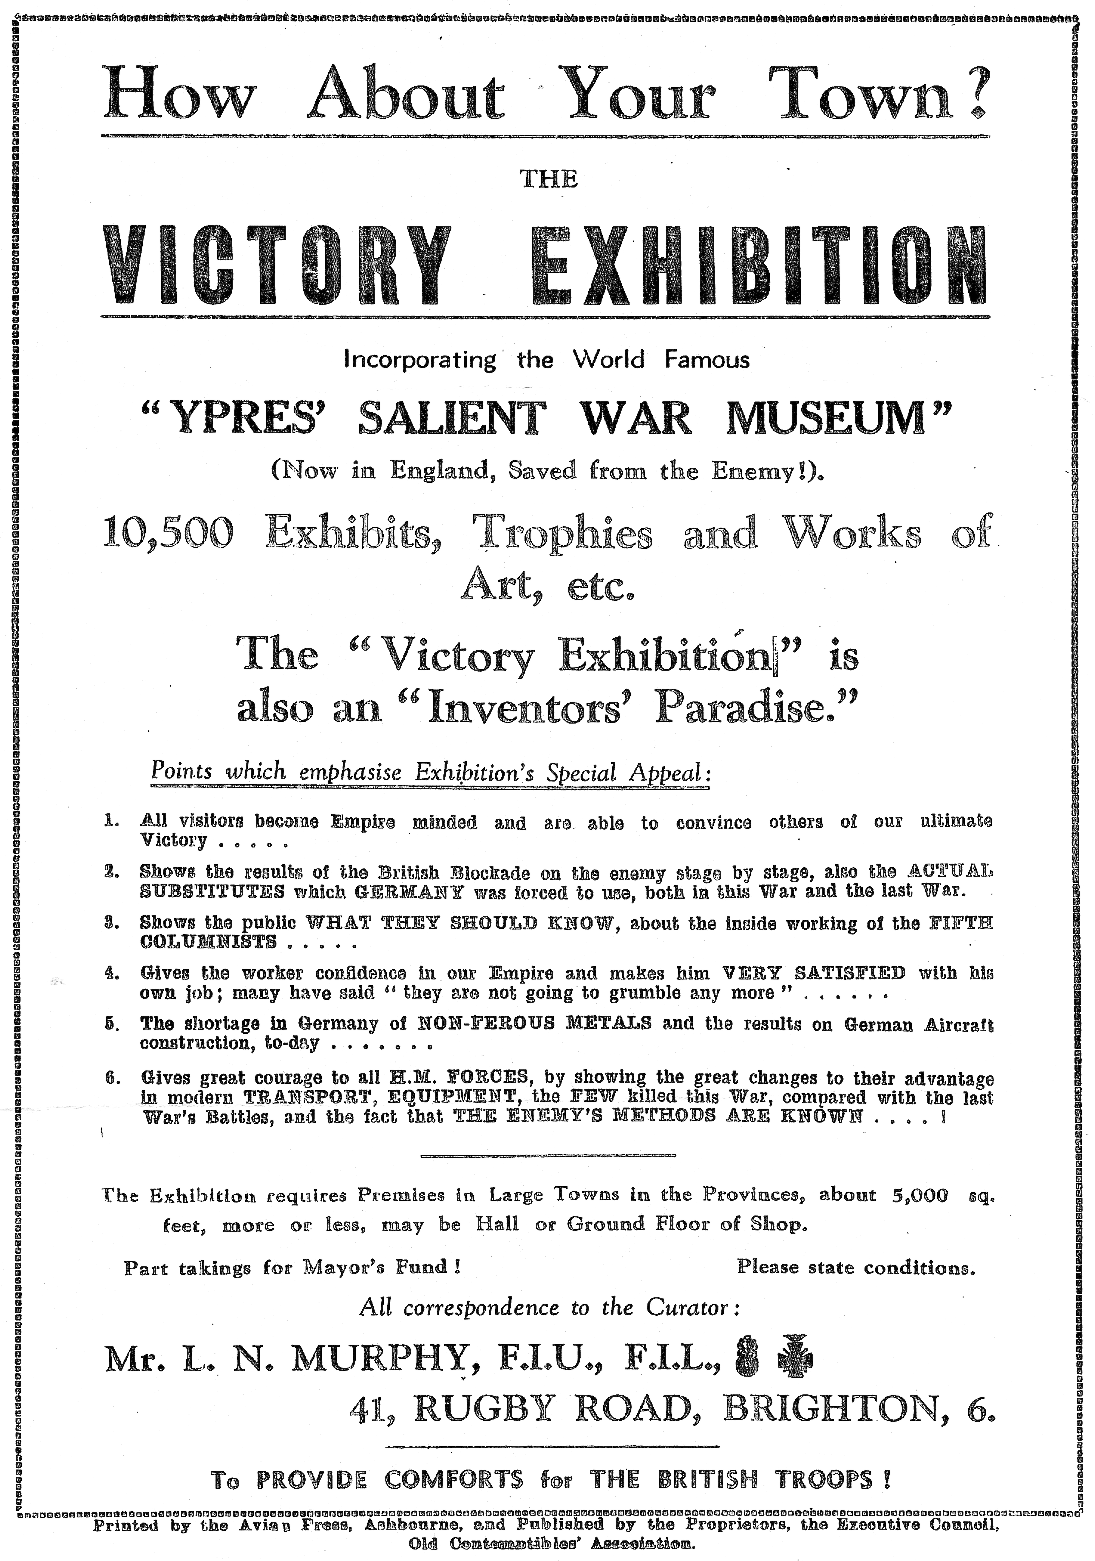 How About Your Town?
THE
VICTORY EXHIBITION
Incorporating the World Famous
“YPRES’ SALIENT WAR MUSEUM”
(Now in England, Saved from the Enemy!).
10,500 Exhibits, Trophies and Works of
Art, etc.
The “Victory Exhibition” is
also an “Inventors’ Paradise.”
Points which emphasise Exhibition’s Special Appeal:
1. All visitors become Empire minded and are able to convince others of our ultimate
Victory . . . . .
2. Shows the results of the British Blockade on the enemy stage by stage, also the ACTUAL
SUBSTITUTES which GERMANY was forced to use, both in this War and the last War.
3. Shows the public WHAT THEY SHOULD KNOW, about the inside working of the FIFTH
COLUMNISTS . . . . .
4. Gives the worker confidence in our Empire and makes him VERY SATISFIED with his
own job; many have said “ they are not going to grumble any more ” . . . . . .
5. The shortage in Germany of NON-FEROUS METALS and the results on German Aircraft
construction, to-day . . . . . . .
6. Gives great courage to all H.M. FORCES, by showing the great changes to their advantage
in modern TRANSPORT, EQUIPMENT, the FEW killed this War, compared with the last
War’s Battles, and the fact that THE ENEMY’S METHODS ARE KNOWN . . . . !
The Exhibition requires Premises in Large Towns in the Provinces, about 5,000 sq.
feet, more or less, may be Hall or Ground Floor of Shop.
Part takings for Mayor’s Fund !
Please state conditions.
All correspondence to the Curator :
Mr. L. N. MURPHY, F.I.U., F.I.L.,
41, RUGBY ROAD, BRIGHTON, 6.
To PROVIDE COMFORTS for THE BRITISH TROOPS !
Printed by the Avian Press, Ashbourne, and Published by the Proprietors, the Executive Council,
Old Contemptibles’ Association.